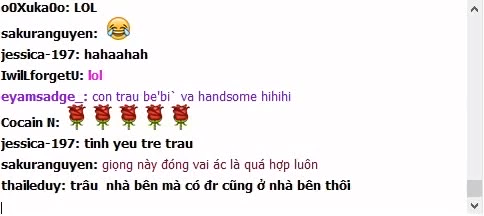 o0Xuka0o: LOL
sakuranguyen: 😂
jessica-197: hahaahah
IwilLforgetU: lol
eyamsadge_: con trau be'bi` va handsome hihihi
Cocain N: 🌹🌹🌹🌹🌹
jessica-197: tinh yeu tre trau
sakuranguyen: giọng này đóng vai ác là quá hợp luôn
thaileduy: trâu nhà bên mà có đr cũng ở nhà bên thôi